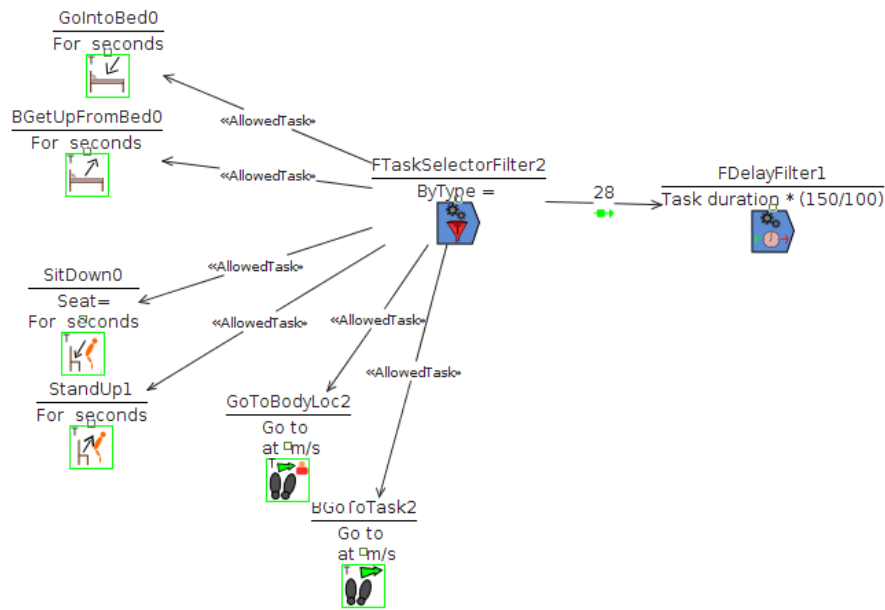 GoIntoBed0
For seconds
T
BGetUpFromBed0
For seconds
T
«AllowedTask»
«AllowedTask»
FTaskSelectorFilter2
ByType =
28
FDelayFilter1
Task duration * (150/100)
SitDown0
Seat=
For seconds
T
«AllowedTask»
StandUp1
For seconds
T
«AllowedTask»
«AllowedTask»
«AllowedTask»
GoToBodyLoc2
Go to
at m/s
T
BGoToTask2
Go to
at m/s
T